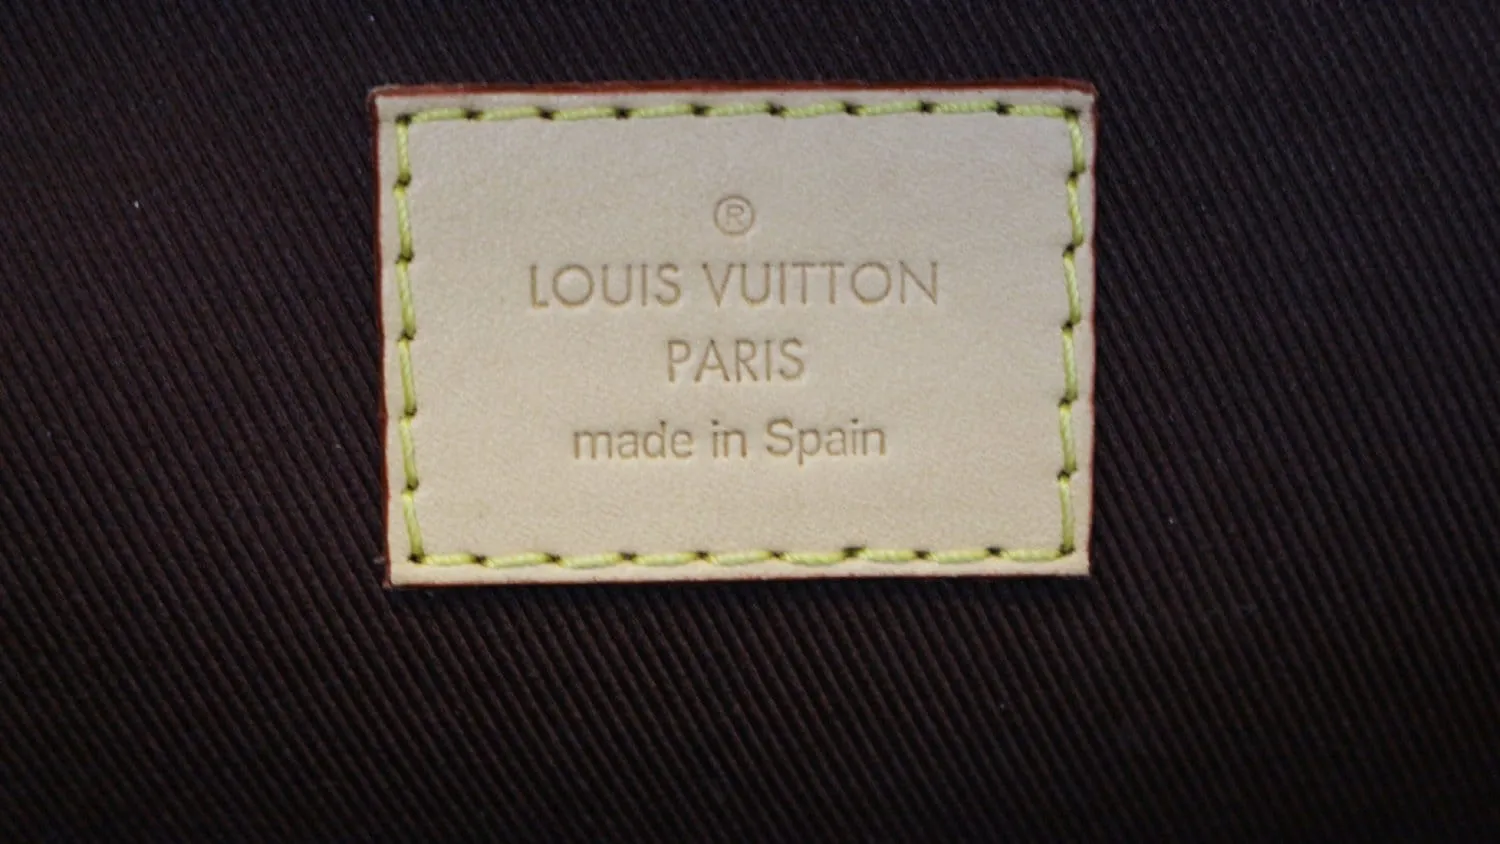 ®
LOUIS VUITTON
PARIS
made in Spain